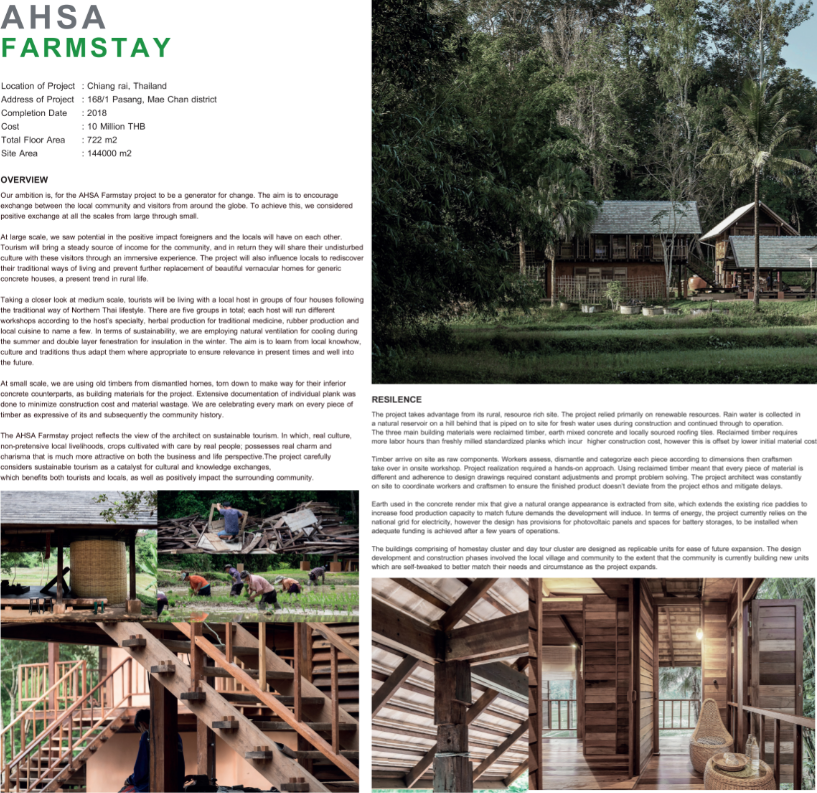 AHSA
FARMSTAY
Location of Project : Chiang rai, Thailand
Address of Project : 168/1 Pasang, Mae Chan district
Completion Date : 2018
Cost : 10 Million THB
Total Floor Area : 722 m2
Site Area : 144000 m2
OVERVIEW
Our ambition is, for the AHSA Farmstay project to be a generator for change. The aim is to encourage
exchange between the local community and visitors from around the globe. To achieve this, we considered
positive exchange at all the scales from large through small.
At large scale, we saw potential in the positive impact foreigners and the locals will have on each other.
Tourism will bring a steady source of income for the community, and in return they will share their undisturbed
culture with these visitors through an immersive experience. The project will also influence locals to rediscover
their traditional ways of living and prevent further replacement of beautiful vernacular homes for generic
concrete houses, a present trend in rural life.
Taking a closer look at medium scale, tourists will be living with a local host in groups of four houses following
the traditional way of Northern Thai lifestyle. There are five groups in total; each host will run different
workshops according to the host's specialty, herbal production for traditional medicine, rubber production and
local cuisine to name a few. In terms of sustainability, we are employing natural ventilation for cooling during
the summer and double layer fenestration for insulation in the winter. The aim is to learn from local knowhow,
culture and traditions thus adapt them where appropriate to ensure relevance in present times and well into
the future.
At small scale, we are using old timbers from dismantled homes, torn down to make way for their inferior
concrete counterparts, as building materials for the project. Extensive documentation of individual plank was
done to minimize construction cost and material wastage. We are celebrating every mark on every piece of
timber as expressive of its and subsequently the community history.
The AHSA Farmstay project reflects the view of the architect on sustainable tourism. In which, real culture,
non-pretensive local livelihoods, crops cultivated with care by real people; possesses real charm and
charisma that is much more attractive on both the business and life perspective.The project carefully
considers sustainable tourism as a catalyst for cultural and knowledge exchanges,
which benefits both tourists and locals, as well as positively impact the surrounding community.
RESILENCE
The project takes advantage from its rural, resource rich site. The project relied primarily on renewable resources. Rain water is collected in
a natural reservoir on a hill behind that is piped on to site for fresh water uses during construction and continued through to operation.
The three main building materials were reclaimed timber, earth mixed concrete and locally sourced roofing tiles. Reclaimed timber requires
more labor hours than freshly milled standardized planks which incur higher construction cost, however this is offset by lower initial material cost
Timber arrive on site as raw components. Workers assess, dismantle and categorize each piece according to dimensions then craftsmen
take over in onsite workshop. Project realization required a hands-on approach. Using reclaimed timber meant that every piece of material is
different and adherence to design drawings required constant adjustments and prompt problem solving. The project architect was constantly
on site to coordinate workers and craftsmen to ensure the finished product doesn't deviate from the project ethos and mitigate delays.
Earth used in the concrete render mix that give a natural orange appearance is extracted from site, which extends the existing rice paddies to
increase food production capacity to match future demands the development will induce. In terms of energy, the project currently relies on the
national grid for electricity, however the design has provisions for photovoltaic panels and spaces for battery storages, to be installed when
adequate funding is achieved after a few years of operations.
The buildings comprising of homestay cluster and day tour cluster are designed as replicable units for ease of future expansion. The design
development and construction phases involved the local village and community to the extent that the community is currently building new units
which are self-tweaked to better match their needs and circumstance as the project expands.